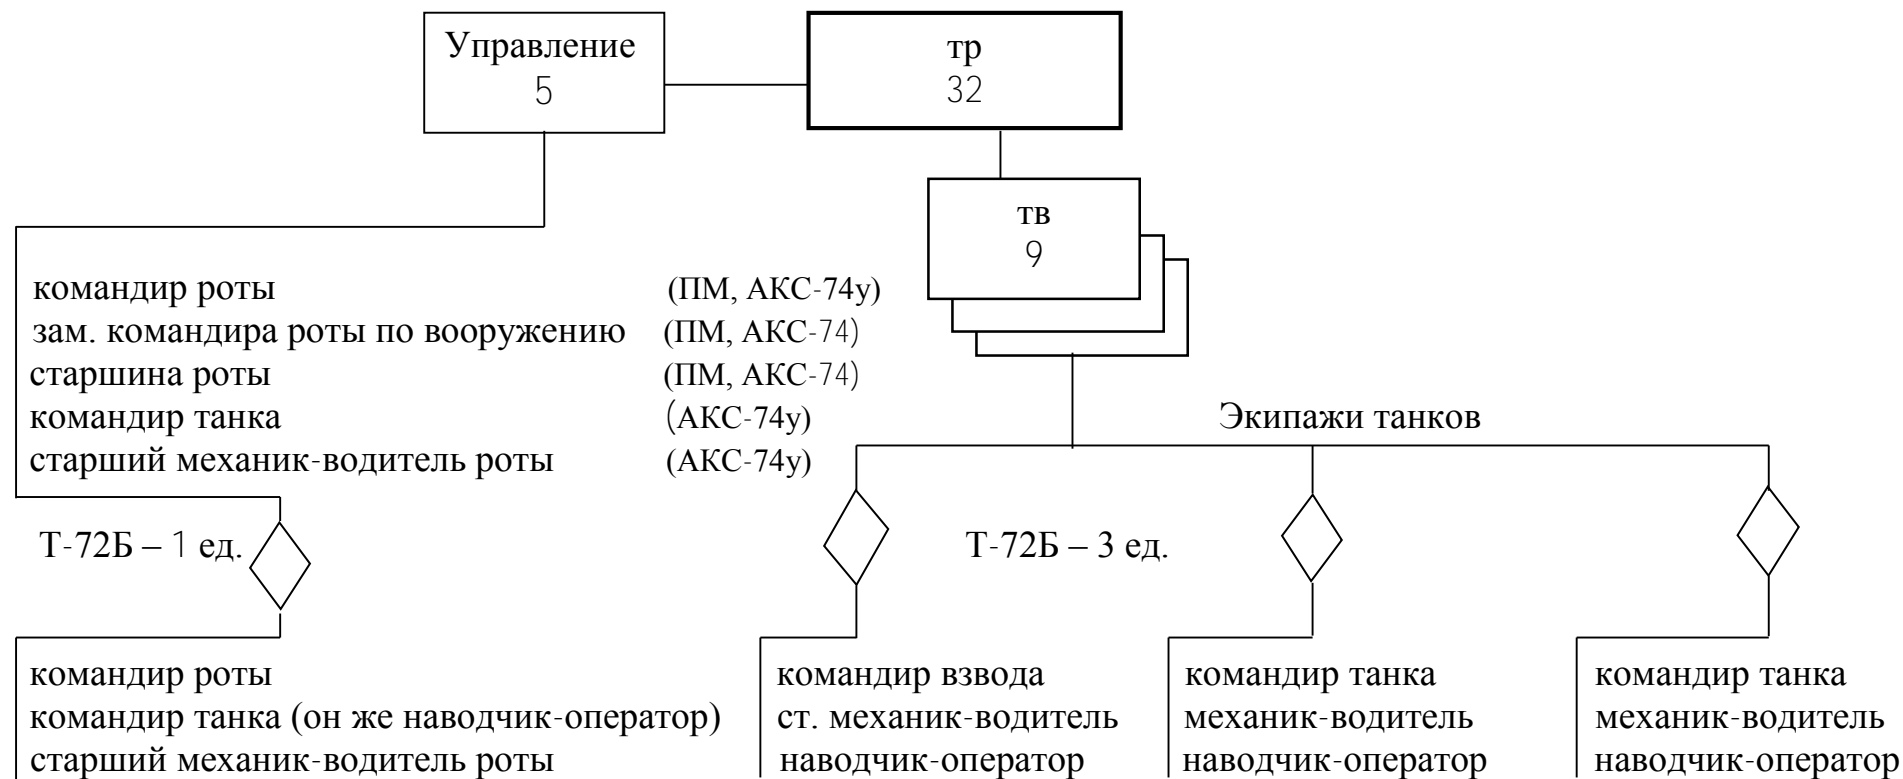 Управление
5
тр
32
тв
9
командир роты (ПМ, АКС-74у)
зам. командира роты по вооружению (ПМ, АКС-74)
старшина роты (ПМ, АКС-74)
командир танка (АКС-74у)
старший механик-водитель роты (АКС-74у)
Экипажи танков
Т-72Б – 1 ед.
Т-72Б – 3 ед.
командир роты
командир танка (он же наводчик-оператор)
старший механик-водитель роты
командир взвода
ст. механик-водитель
наводчик-оператор
командир танка
механик-водитель
наводчик-оператор
командир танка
механик-водитель
наводчик-оператор